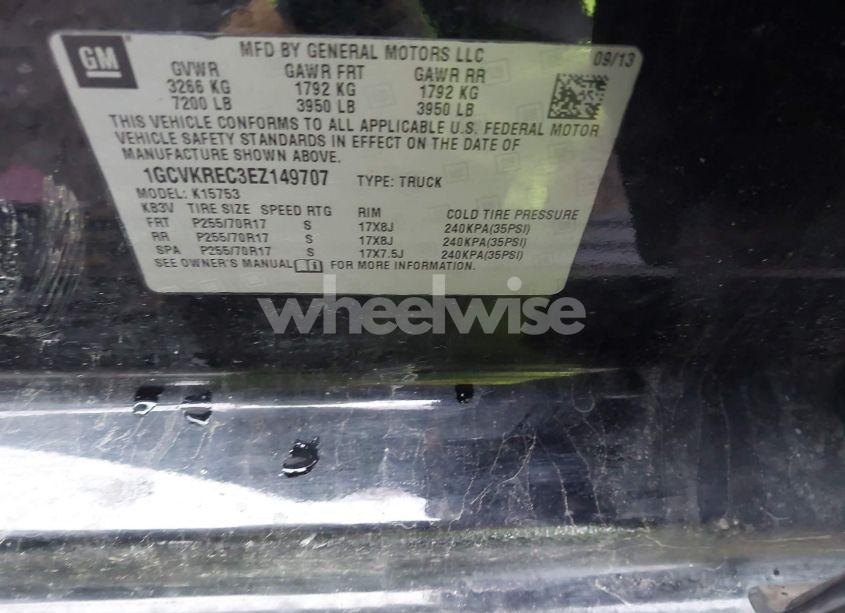 GM
MFD BY GENERAL MOTORS LLC 09/13
GVWR GAWR FRT GAWR RR
3266 KG 1792 KG 1792 KG
7200 LB 3950 LB 3950 LB
THIS VEHICLE CONFORMS TO ALL APPLICABLE U.S. FEDERAL MOTOR
VEHICLE SAFETY STANDARDS IN EFFECT ON THE DATE OF
MANUFACTURE SHOWN ABOVE.
1GCVKREC3EZ149707 TYPE: TRUCK
MODEL: K15753
KB3V TIRE SIZE SPEED RTG RIM COLD TIRE PRESSURE
FRT P255/70R17 S 17X8J 240KPA(35PSI)
RR P255/70R17 S 17X8J 240KPA(35PSI)
SPA P255/70R17 S 17X7.5J 240KPA(35PSI)
SEE OWNER'S MANUAL FOR MORE INFORMATION.
wheelwise